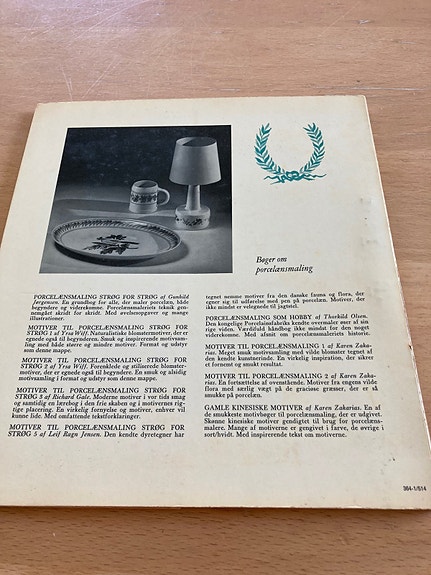 Bøger om
porcelænsmaling
PORCELÆNSMALING STRØG FOR STRØG af Gunhild
Jørgensen. En grundbog for alle, der maler porcelæn, både
begyndere og viderekomne. Porcelænsmaleriets teknik gen-
nemgået skridt for skridt. Med øvelsesopgaver og mange
illustrationer.
MOTIVER TIL PORCELÆNSMALING STRØG FOR
STRØG 1 af Yrsa Wiff. Naturalistiske blomstermotiver, der er
egnede også til begynderen. Smuk og inspirerende motivsam-
ling med både større og mindre motiver. Format og udstyr
som denne mappe.
MOTIVER TIL PORCELÆNSMALING STRØG FOR
STRØG 2 af Yrsa Wiff. Forenklede og stiliserede blomster-
motiver, der er egnede også til begyndere. En smuk og alsidig
motivsamling i format og udstyr som denne mappe.
MOTIVER TIL PORCELÆNSMALING STRØG FOR
STRØG 3 af Richard Gale. Moderne motiver i vor tids smag
og samtidig en lærebog i den frie skaben og i motivernes rig-
tige placering. En virkelig fornyelse og motiver, enhver vil
kunne lide. Med omfattende tekstforklaringer.
MOTIVER TIL PORCELÆNSMALING STRØG FOR
STRØG 5 af Leif Ragn Jensen. Den kendte dyretegner har
tegnet nemme motiver fra den danske fauna og flora, der
egner sig til udførelse med pen på porcelæn. Motiver, der
ikke mindst er velegnede til jagtstel.
PORCELÆNSMALING SOM HOBBY af Thorkild Olsen.
Den kongelige Porcelainsfabriks kendte overmaler øser af sin
rige viden. Værdifuld håndbog ikke mindst for den noget
viderekomne. Med afsnit om porcelænsmaleriets historie.
MOTIVER TIL PORCELÆNSMALING 1 af Karen Zaka-
rias. Meget smuk motivsamling med vilde blomster tegnet af
den kendte kunstnerinde. En virkelig inspiration, der sikrer
et fornemt og smukt resultat.
MOTIVER TIL PORCELÆNSMALING 2 af Karen Zaka-
rias. En fortsættelse af ovenstående. Motiver fra engens vilde
flora med særlig vægt på de graciøse græsser, der er så
smukke på porcelæn.
GAMLE KINESISKE MOTIVER af Karen Zakarias. En af
de smukkeste motivbøger til porcelænsmaling, der er udgivet.
Skønne kinesiske motiver gendigtet til brug for porcelæns-
malere. Mange af motiverne er gengivet i farve, de øvrige i
sort/hvidt. Med inspirerende tekst om motiverne.
364-1/514